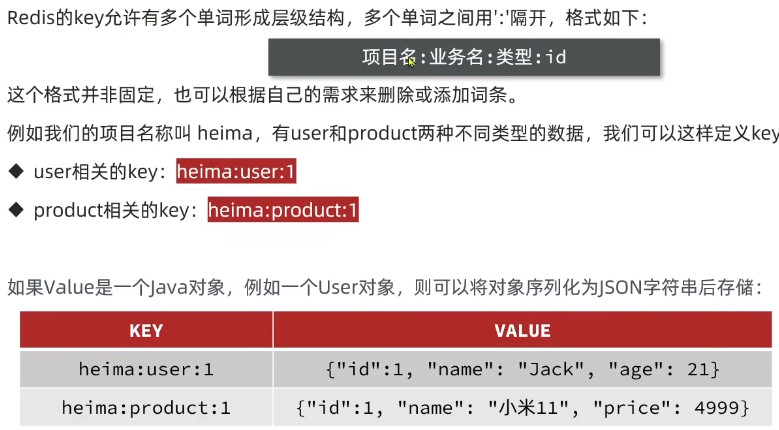 Redis的key允许有多个单词形成层级结构，多个单词之间用':'隔开，格式如下：
项目名:业务名:类型:id
这个格式并非固定，也可以根据自己的需求来删除或添加词条。
例如我们的项目名称叫 heima，有user和product两种不同类型的数据，我们可以这样定义key
◆ user相关的key：heima:user:1
◆ product相关的key：heima:product:1
如果Value是一个Java对象，例如一个User对象，则可以将对象序列化为JSON字符串后存储：
KEY VALUE
heima:user:1 {"id":1, "name": "Jack", "age": 21}
heima:product:1 {"id":1, "name": "小米11", "price": 4999}